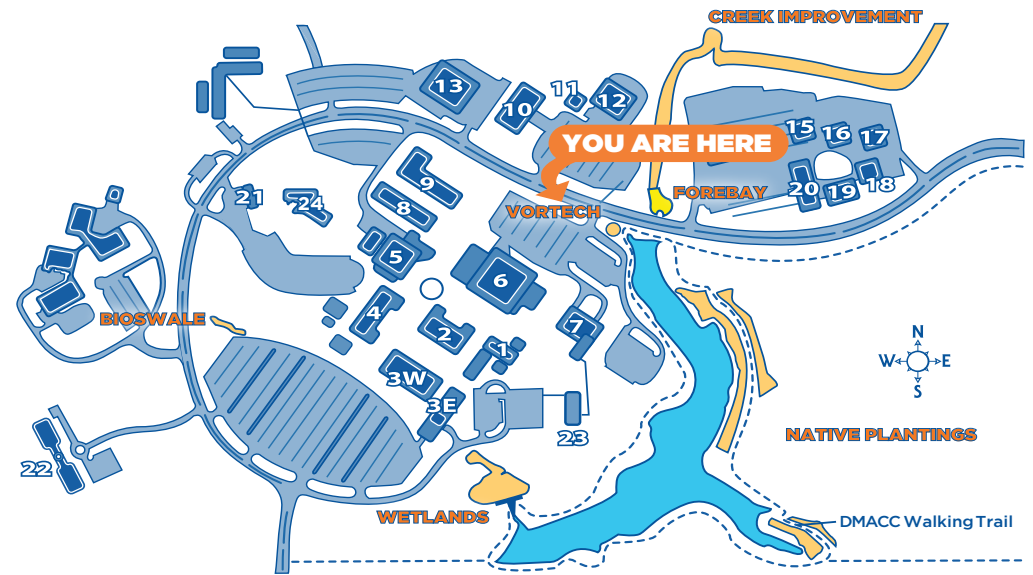 CREEK IMPROVEMENT
13
10
11
12
YOU ARE HERE
15
16
17
FOREBAY
20
19
18
9
8
VORTECH
21
24
5
6
BIOSWALE
4
2
7
1
N
W
E
S
3W
3E
23
NATIVE PLANTINGS
22
WETLANDS
DMACC Walking Trail